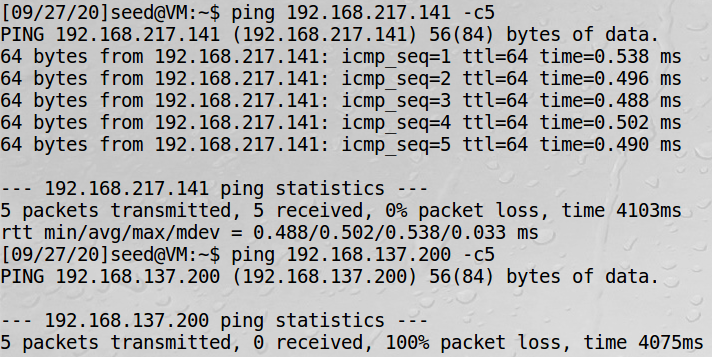 [09/27/20]seed@VM:~$ ping 192.168.217.141 -c5
PING 192.168.217.141 (192.168.217.141) 56(84) bytes of data.
64 bytes from 192.168.217.141: icmp_seq=1 ttl=64 time=0.538 ms
64 bytes from 192.168.217.141: icmp_seq=2 ttl=64 time=0.496 ms
64 bytes from 192.168.217.141: icmp_seq=3 ttl=64 time=0.488 ms
64 bytes from 192.168.217.141: icmp_seq=4 ttl=64 time=0.502 ms
64 bytes from 192.168.217.141: icmp_seq=5 ttl=64 time=0.490 ms
--- 192.168.217.141 ping statistics ---
5 packets transmitted, 5 received, 0% packet loss, time 4103ms
rtt min/avg/max/mdev = 0.488/0.502/0.538/0.033 ms
[09/27/20]seed@VM:~$ ping 192.168.137.200 -c5
PING 192.168.137.200 (192.168.137.200) 56(84) bytes of data.
--- 192.168.137.200 ping statistics ---
5 packets transmitted, 0 received, 100% packet loss, time 4075ms